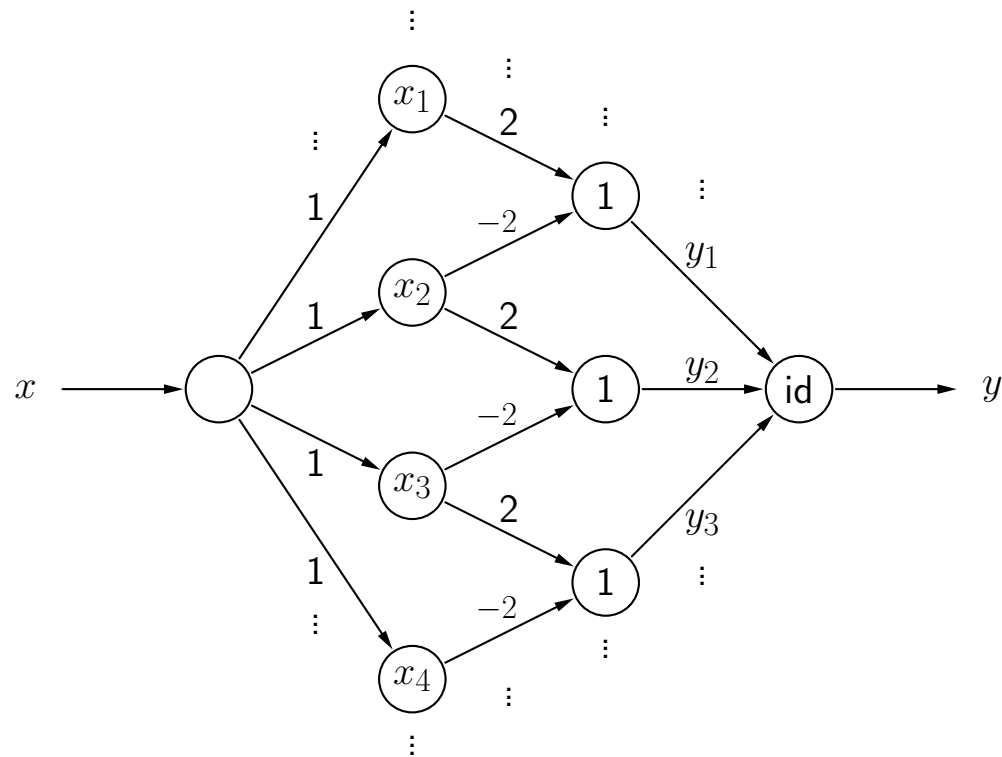 ⋮
⋮
x₁
2
⋮
⋮
1
⋮
1
−2
y₁
x₂
1
2
x
1
y₂
id
y
−2
1
x₃
2
y₃
1
1
⋮
−2
⋮
⋮
x₄
⋮
⋮